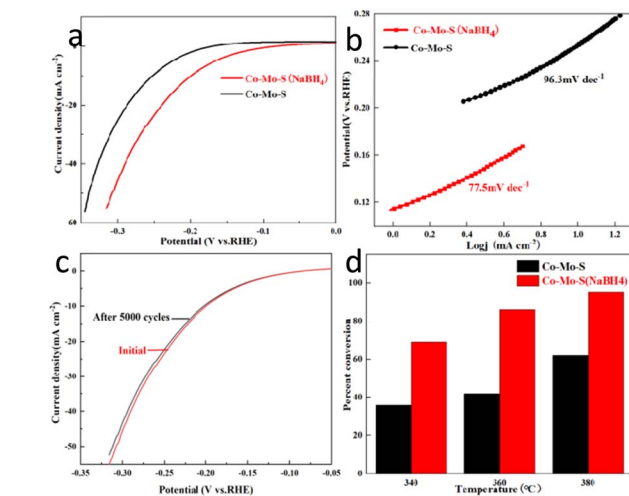 a
Co-Mo-S(NaBH4)
Co-Mo-S
Current density(mA cm-2)
0
-20
-40
60
-0.3
-0.2
-0.1
0.0
Potential (V vs.RHE)
b
Co-Mo-S(NaBH4)
Co-Mo-S
96.3mV dec-1
77.5mV dec-1
Potential(V vs.RHE)
0.28
0.24
0.20
0.16
0.12
0.0
0.2
0.4
0.6
0.8
1.0
1.2
Logj (mA cm-2)
c
After 5000 cycles
Initial
Current density(mA cm-2)
0
-10
-20
-30
-40
-50
-0.35
-0.30
-0.25
-0.20
-0.15
-0.10
-0.05
Potential (V vs.RHE)
d
Co-Mo-S
Co-Mo-S(NaBH4)
Percent conversion
100
80
60
40
20
0
340
360
380
Temperature (°C)